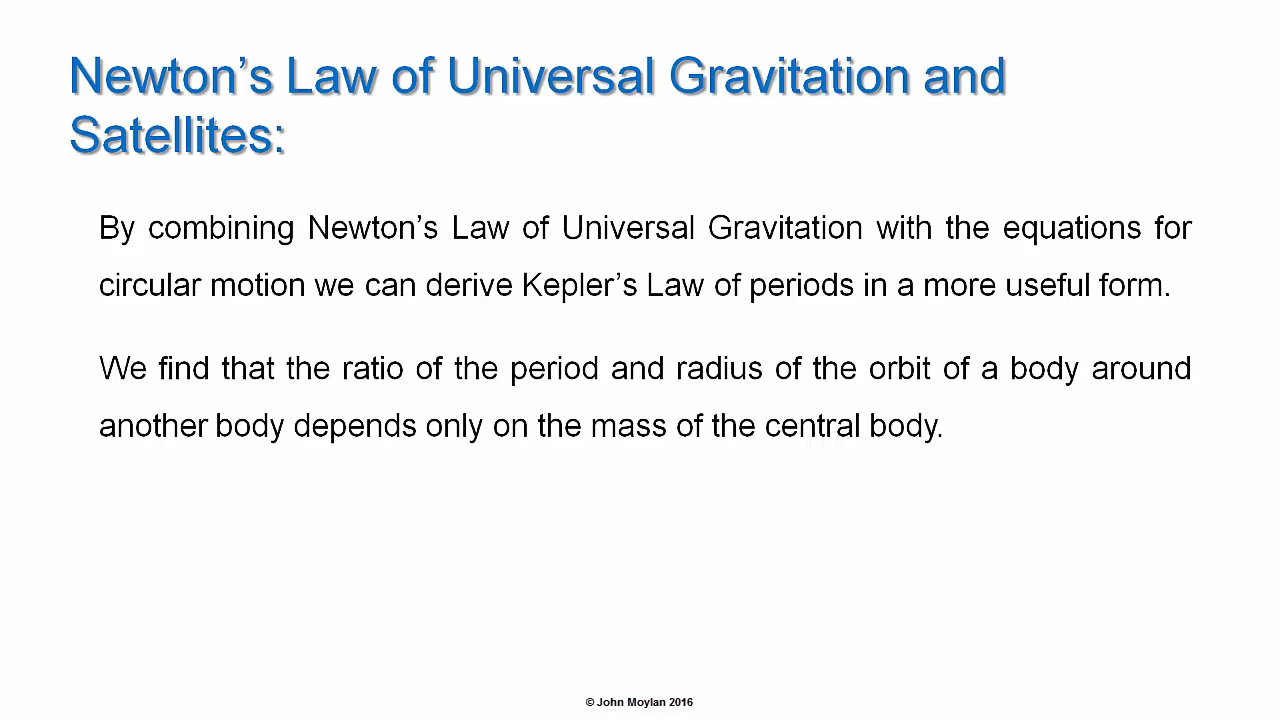 Newton’s Law of Universal Gravitation and
Satellites:
By combining Newton’s Law of Universal Gravitation with the equations for
circular motion we can derive Kepler’s Law of periods in a more useful form.
We find that the ratio of the period and radius of the orbit of a body around
another body depends only on the mass of the central body.
© John Moylan 2016